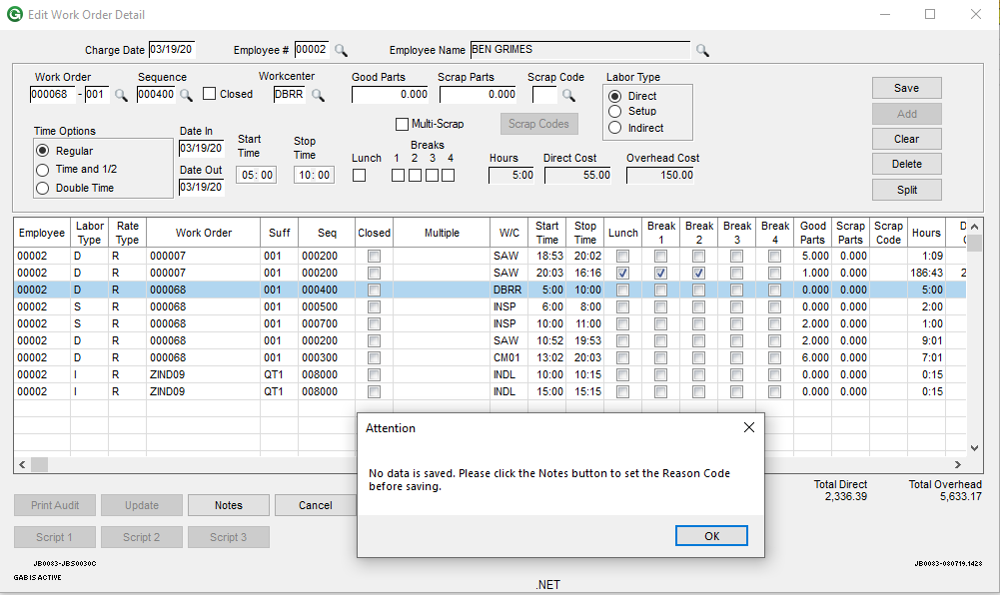 Edit Work Order Detail
Charge Date 03/19/20 Employee # 00002 Employee Name BEN GRIMES
Work Order Sequence Workcenter Good Parts Scrap Parts Scrap Code Labor Type
000068 - 001 000400 Closed DBRR 0.000 0.000 Direct Save
Setup
Multi-Scrap Scrap Codes Indirect Add
Time Options Date In Start Time Stop Time Breaks
Regular 03/19/20 Lunch 1 2 3 4 Hours Direct Cost Overhead Cost Clear
Time and 1/2 Date Out 05: 00 10: 00 5:00 55.00 150.00 Delete
Double Time 03/19/20 Split
Employee Labor Type Rate Type Work Order Suff Seq Closed Multiple W/C Start Time Stop Time Lunch Break 1 Break 2 Break 3 Break 4 Good Parts Scrap Parts Scrap Code Hours
00002 D R 000007 001 000200 SAW 18:53 20:02 5.000 0.000 1:09
00002 D R 000007 001 000200 SAW 20:03 16:16 1.000 0.000 186:43 2
00002 D R 000068 001 000400 DBRR 5:00 10:00 0.000 0.000 5:00
00002 S R 000068 001 000500 INSP 6:00 8:00 0.000 0.000 2:00
00002 S R 000068 001 000700 INSP 10:00 11:00 2.000 0.000 1:00
00002 D R 000068 001 000200 SAW 10:52 19:53 2.000 0.000 9:01
00002 D R 000068 001 000300 CM01 13:02 20:03 6.000 0.000 7:01
00002 I R ZIND09 QT1 008000 INDL 10:00 10:15 0.000 0.000 0:15
00002 I R ZIND09 QT1 008000 INDL 15:00 15:15 0.000 0.000 0:15
Attention
No data is saved. Please click the Notes button to set the Reason Code
before saving.
OK
Total Direct Total Overhead
2,336.39 5,633.17
Print Audit Update Notes Cancel
Script 1 Script 2 Script 3
JB0083-JBS0030C JB0083-080719.1423
GAB IS ACTIVE
.NET